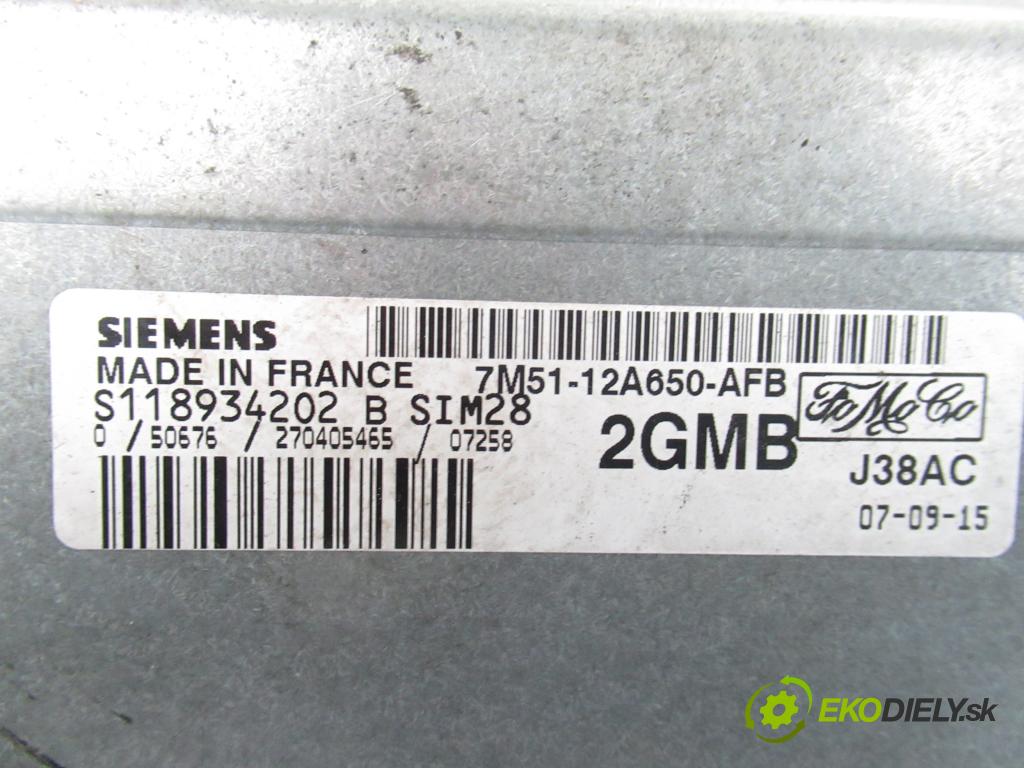 SIEMENS
MADE IN FRANCE 7M51-12A650-AFB
S118934202 B SIM28
0 / 50676 / 270405465 / 07258
2GMB
FoMoCo
J38AC
07-09-15
EKODIELY.sk